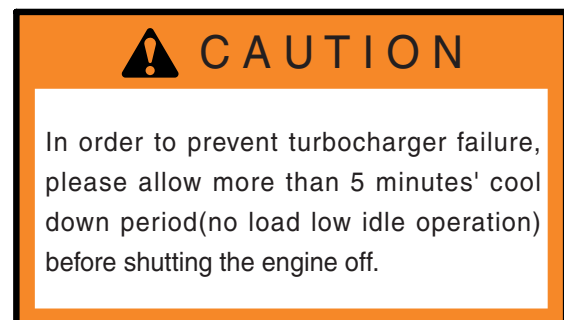 CAUTION
In order to prevent turbocharger failure,
please allow more than 5 minutes' cool
down period(no load low idle operation)
before shutting the engine off.